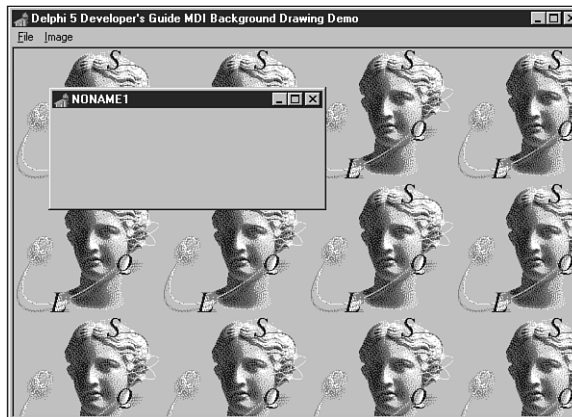 Delphi 5 Developer's Guide MDI Background Drawing Demo
File Image
S S S S
NONAME1
Q Q
L L
S S
Q Q Q Q
L L L L
S S S S
Q Q Q Q